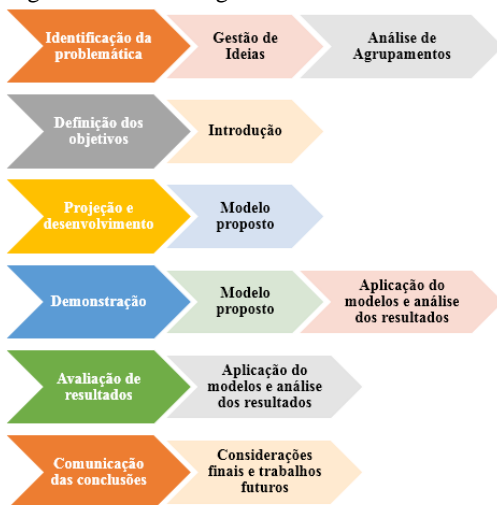 Identificação da
problemática
Gestão de
Ideias
Análise de
Agrupamentos
Definição dos
objetivos
Introdução
Projeção e
desenvolvimento
Modelo
proposto
Demonstração
Modelo
proposto
Aplicação do
modelos e análise
dos resultados
Avaliação de
resultados
Aplicação do
modelos e análise
dos resultados
Comunicação
das conclusões
Considerações
finais e trabalhos
futuros